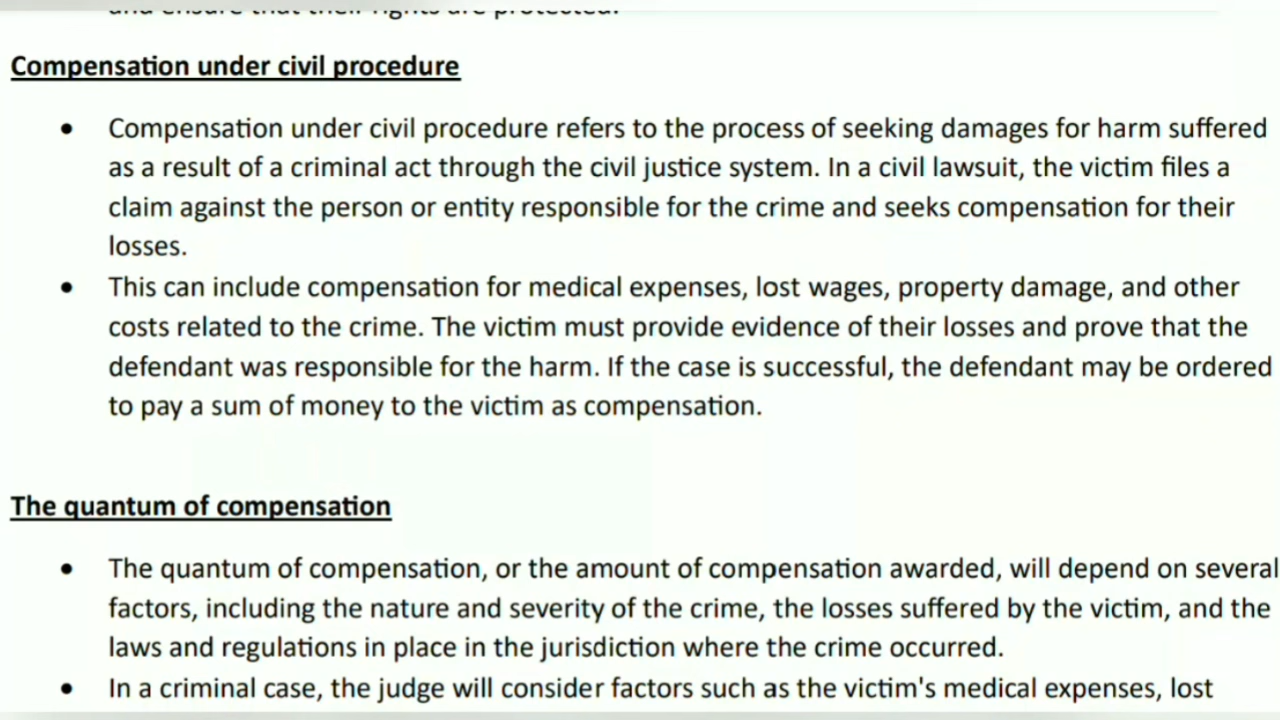 and ensure that their rights are protected.
Compensation under civil procedure
• Compensation under civil procedure refers to the process of seeking damages for harm suffered
as a result of a criminal act through the civil justice system. In a civil lawsuit, the victim files a
claim against the person or entity responsible for the crime and seeks compensation for their
losses.
• This can include compensation for medical expenses, lost wages, property damage, and other
costs related to the crime. The victim must provide evidence of their losses and prove that the
defendant was responsible for the harm. If the case is successful, the defendant may be ordered
to pay a sum of money to the victim as compensation.
The quantum of compensation
• The quantum of compensation, or the amount of compensation awarded, will depend on several
factors, including the nature and severity of the crime, the losses suffered by the victim, and the
laws and regulations in place in the jurisdiction where the crime occurred.
• In a criminal case, the judge will consider factors such as the victim's medical expenses, lost